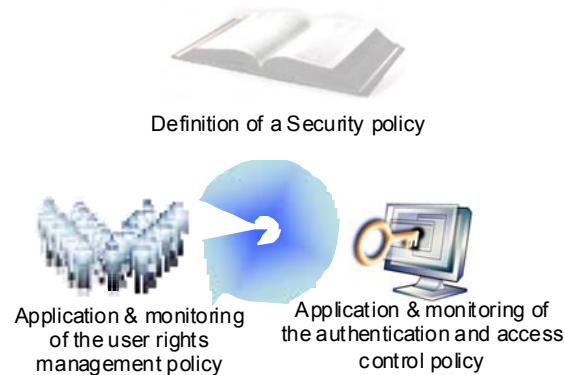 Definition of a Security policy
Application & monitoring
of the user rights
management policy
Application & monitoring of
the authentication and access
control policy